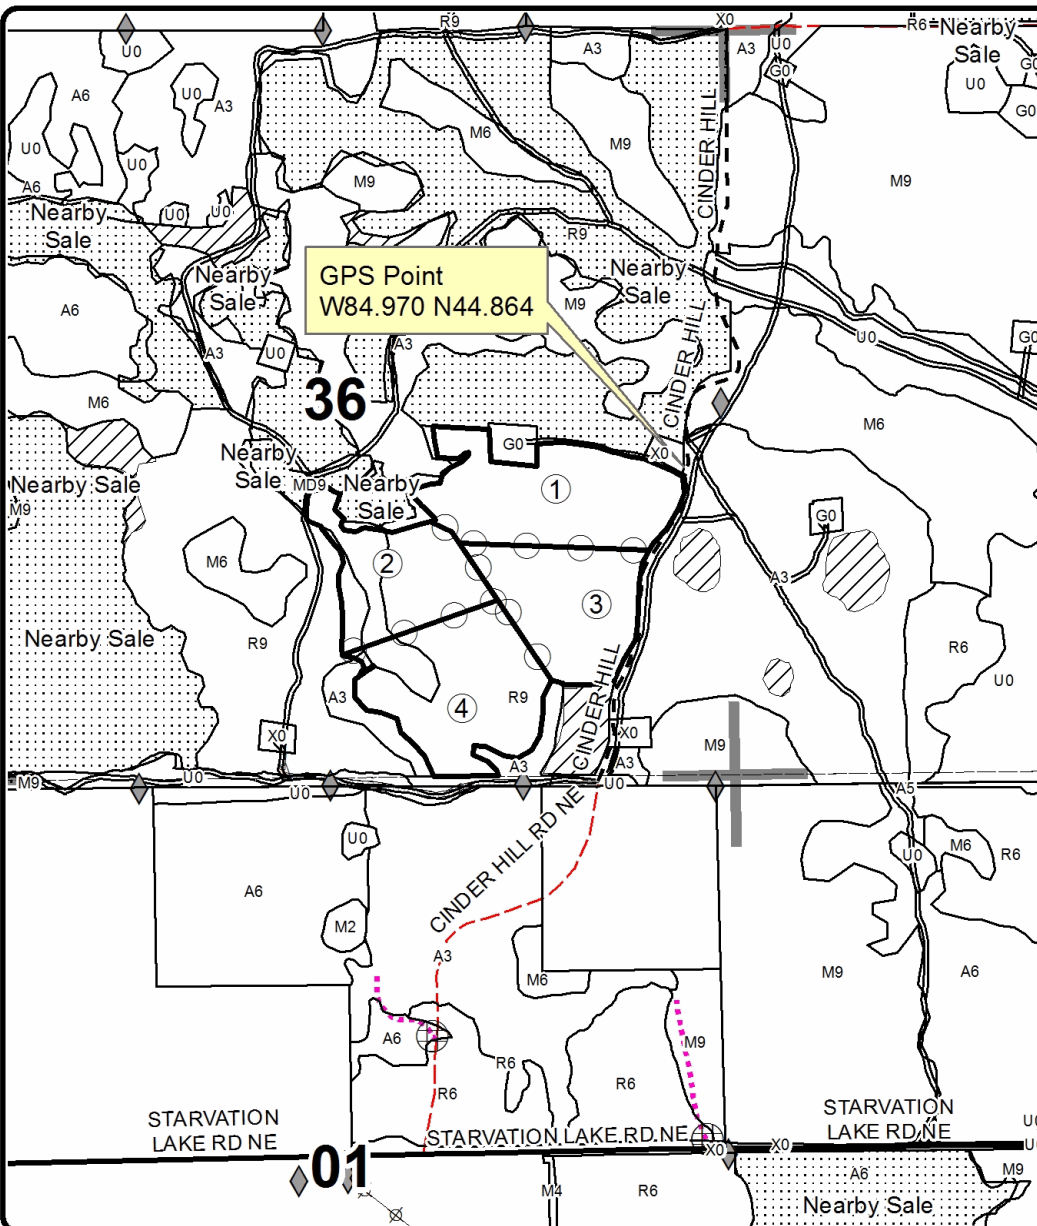 R9
X0
R6
Nearby
Sale
U0
A3
A3
U0
G0
G0
A6
U0
A3
U0
G0
M6
M9
U0
U0
M9
M9
A6
CINDER HILL
Nearby
Sale
U0
U0
R9
GPS Point
W84.970 N44.864
Nearby
Sale
Nearby
Sale
M9
A6
CINDER HILL
U0
G0
A3
U0
A3
36
M6
M6
G0
X0
Nearby
Sale
MD9
Nearby
Sale
Nearby Sale
M9
1
G0
2
M6
A3
3
Nearby Sale
R9
R6
CINDER HILL
U0
A3
R9
4
X0
X0
M9
A3
A3
M9
U0
U0
U0
A5
CINDER HILL RD NE
U0
U0
M6
R6
A6
M2
A3
M6
M9
A6
A6
M9
R6
R6
R6
STARVATION
LAKE RD NE
STARVATION LAKE RD NE
STARVATION
LAKE RD NE
U0
U0
X0
X0
01
A6
M9
M4
R6
Nearby Sale